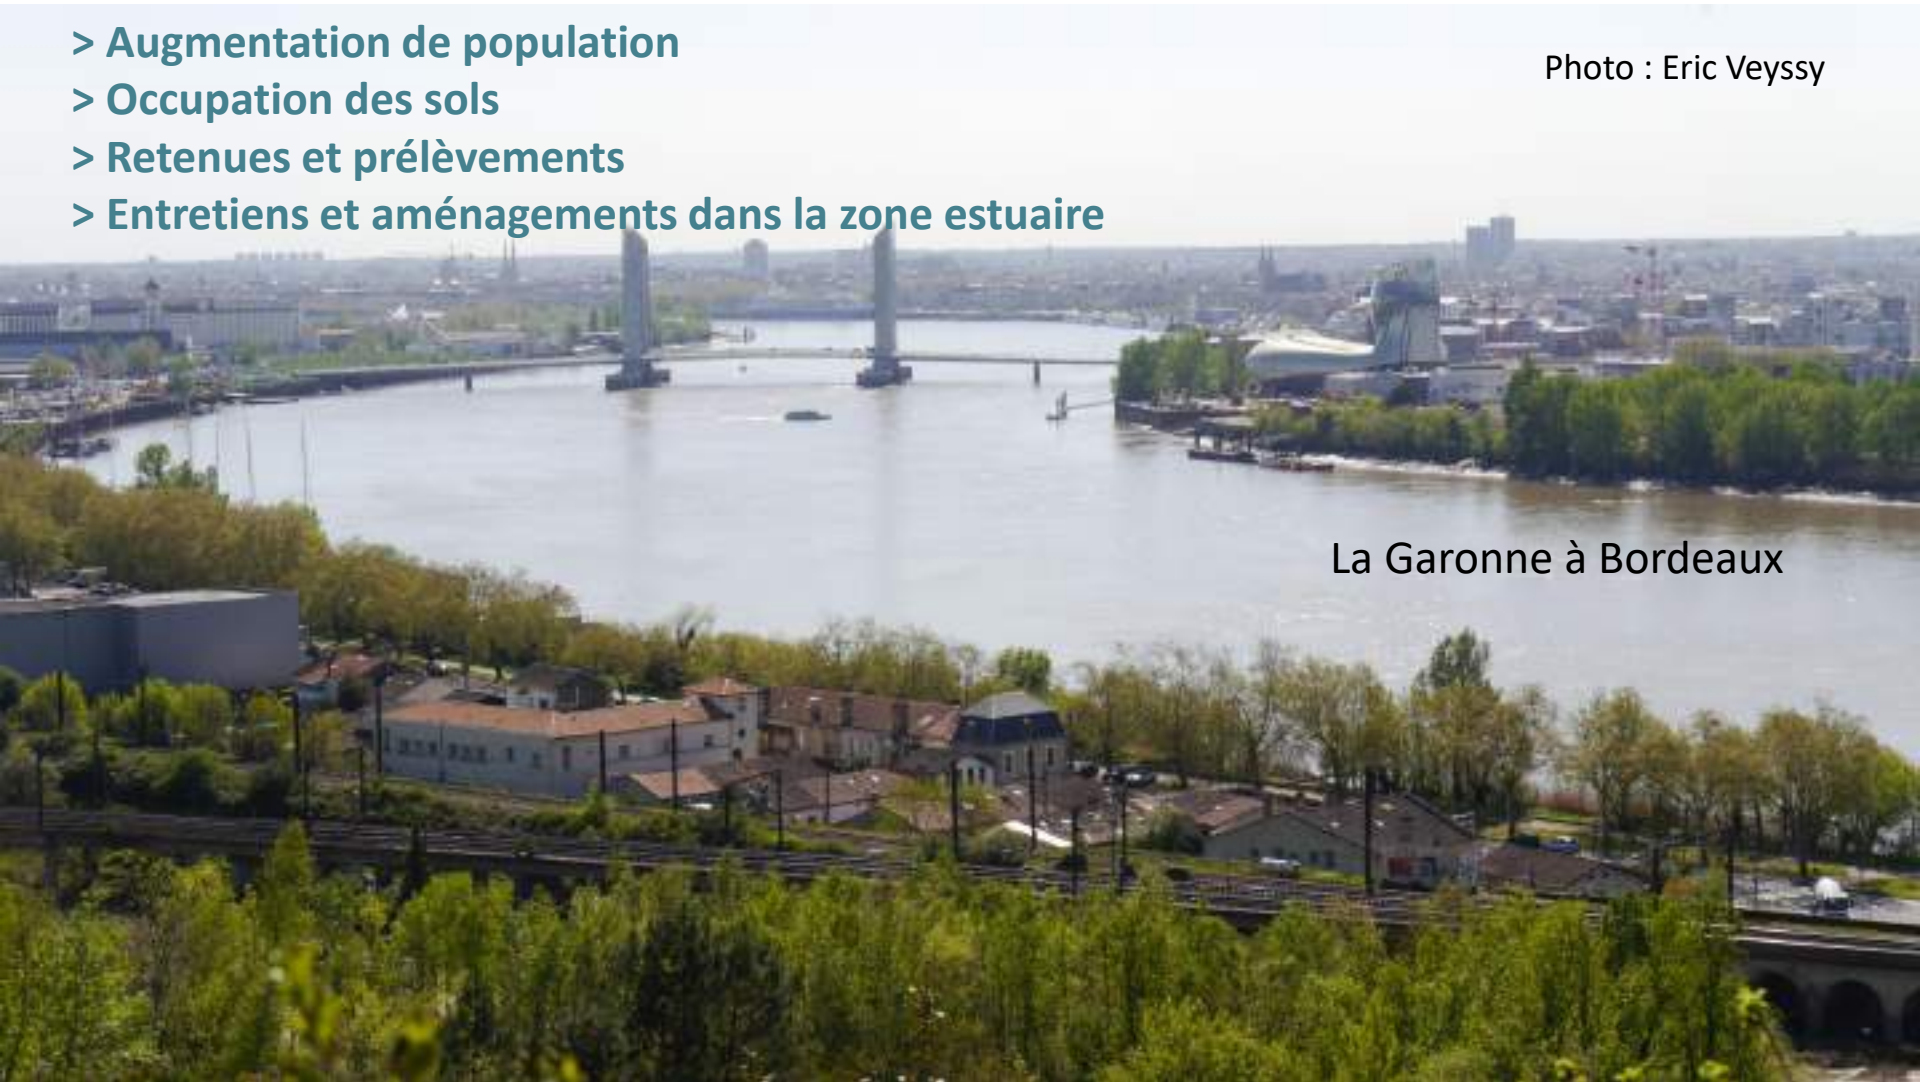 > Augmentation de population
Photo : Eric Veyssy
> Occupation des sols
> Retenues et prélèvements
> Entretiens et aménagements dans la zone estuaire
La Garonne à Bordeaux